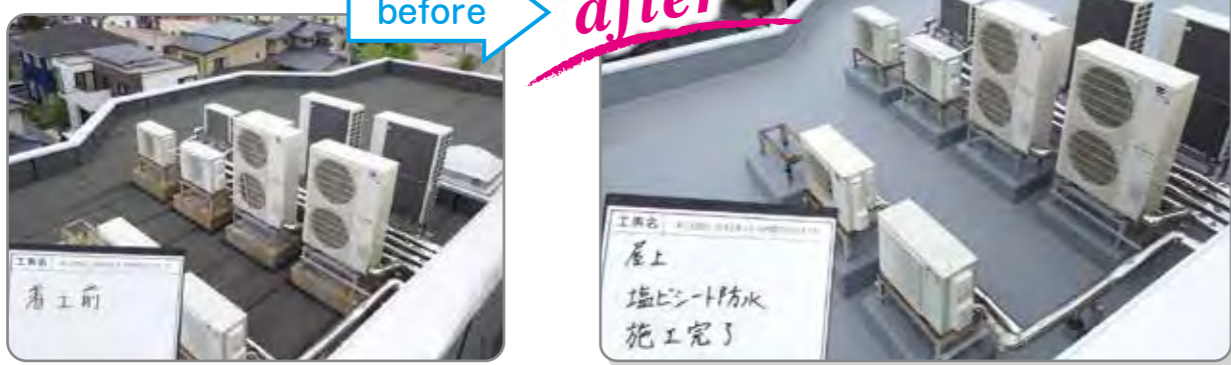 before
after
工事名
着工前
工事名
屋上
塩ビシート防水
施工完了